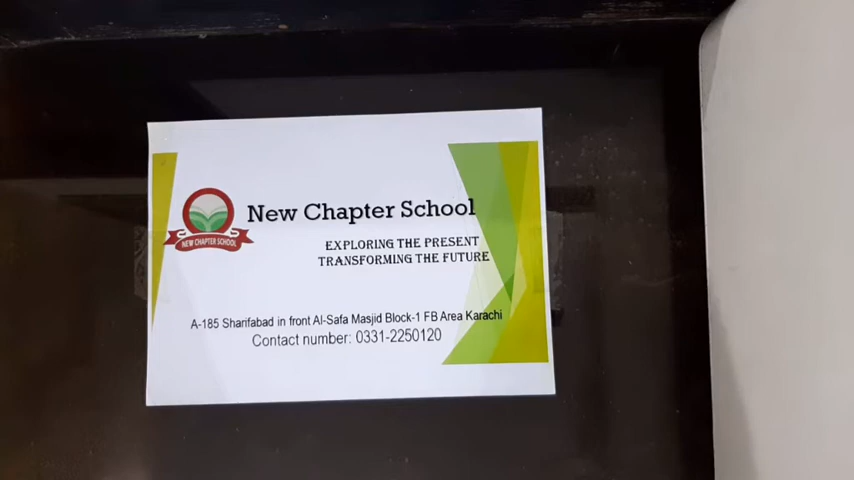 New Chapter School
NEW CHAPTER SCHOOL
EXPLORING THE PRESENT
TRANSFORMING THE FUTURE
A-185 Sharifabad in front Al-Safa Masjid Block-1 FB Area Karachi
Contact number: 0331-2250120